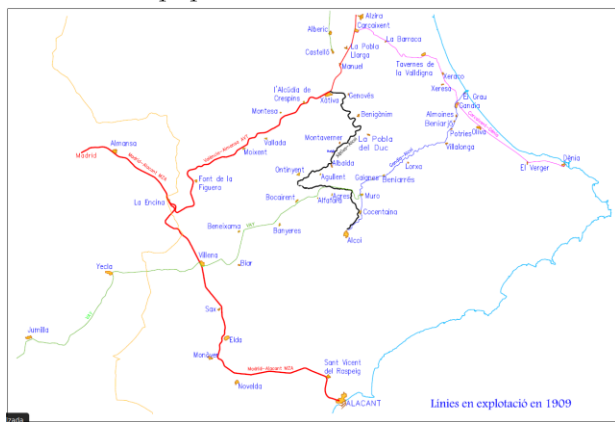 Alzira
Alberic
Carcaixent
La Pobla
Llarga
La Barraca
Castelló
Tavernes de
la Valldigna
Manuel
Xeraco
Xeresa
l'Alcúdia de
Crespins
Xàtiva
Genovés
El Grau
Gandia
Montesa
Benigànim
Almoines
Beniarjó
Potries
Oliva
Vallada
Montaverner
La Pobla
del Duc
Almansa
Madrid
Moixent
Villalonga
Albaida
Lorxa
El Verger
Dénia
Font de la
Figuera
Ontinyent
Agullent
Gaianes
Beniarrés
La Encina
Bocairent
Alfafara
Muro
Cocentaina
Beneixama
Banyeres
Alcoi
VAY
Villena
Biar
Yecla
Sax
Jumilla
Elda
Monòver
Madrid-Alacant MZA
Sant Vicent
del Raspeig
Novelda
ALACANT
Línies en explotació en 1909